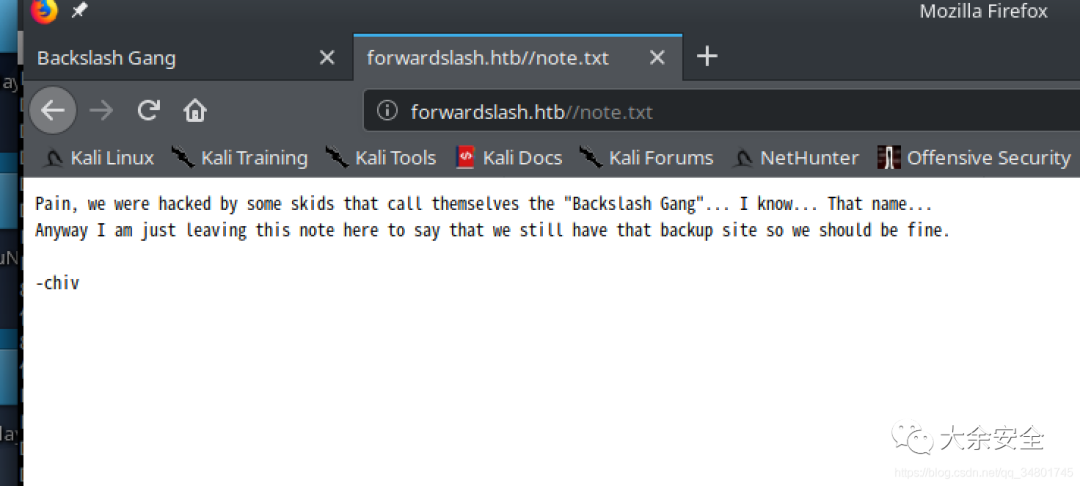 Mozilla Firefox
Backslash Gang
forwardslash.htb//note.txt
forwardslash.htb//note.txt
Kali Linux Kali Training Kali Tools Kali Docs Kali Forums NetHunter Offensive Security
Pain, we were hacked by some skids that call themselves the "Backslash Gang"... I know... That name...
Anyway I am just leaving this note here to say that we still have that backup site so we should be fine.
-chiv
大余安全
https://blog.csdn.net/qq_34801745